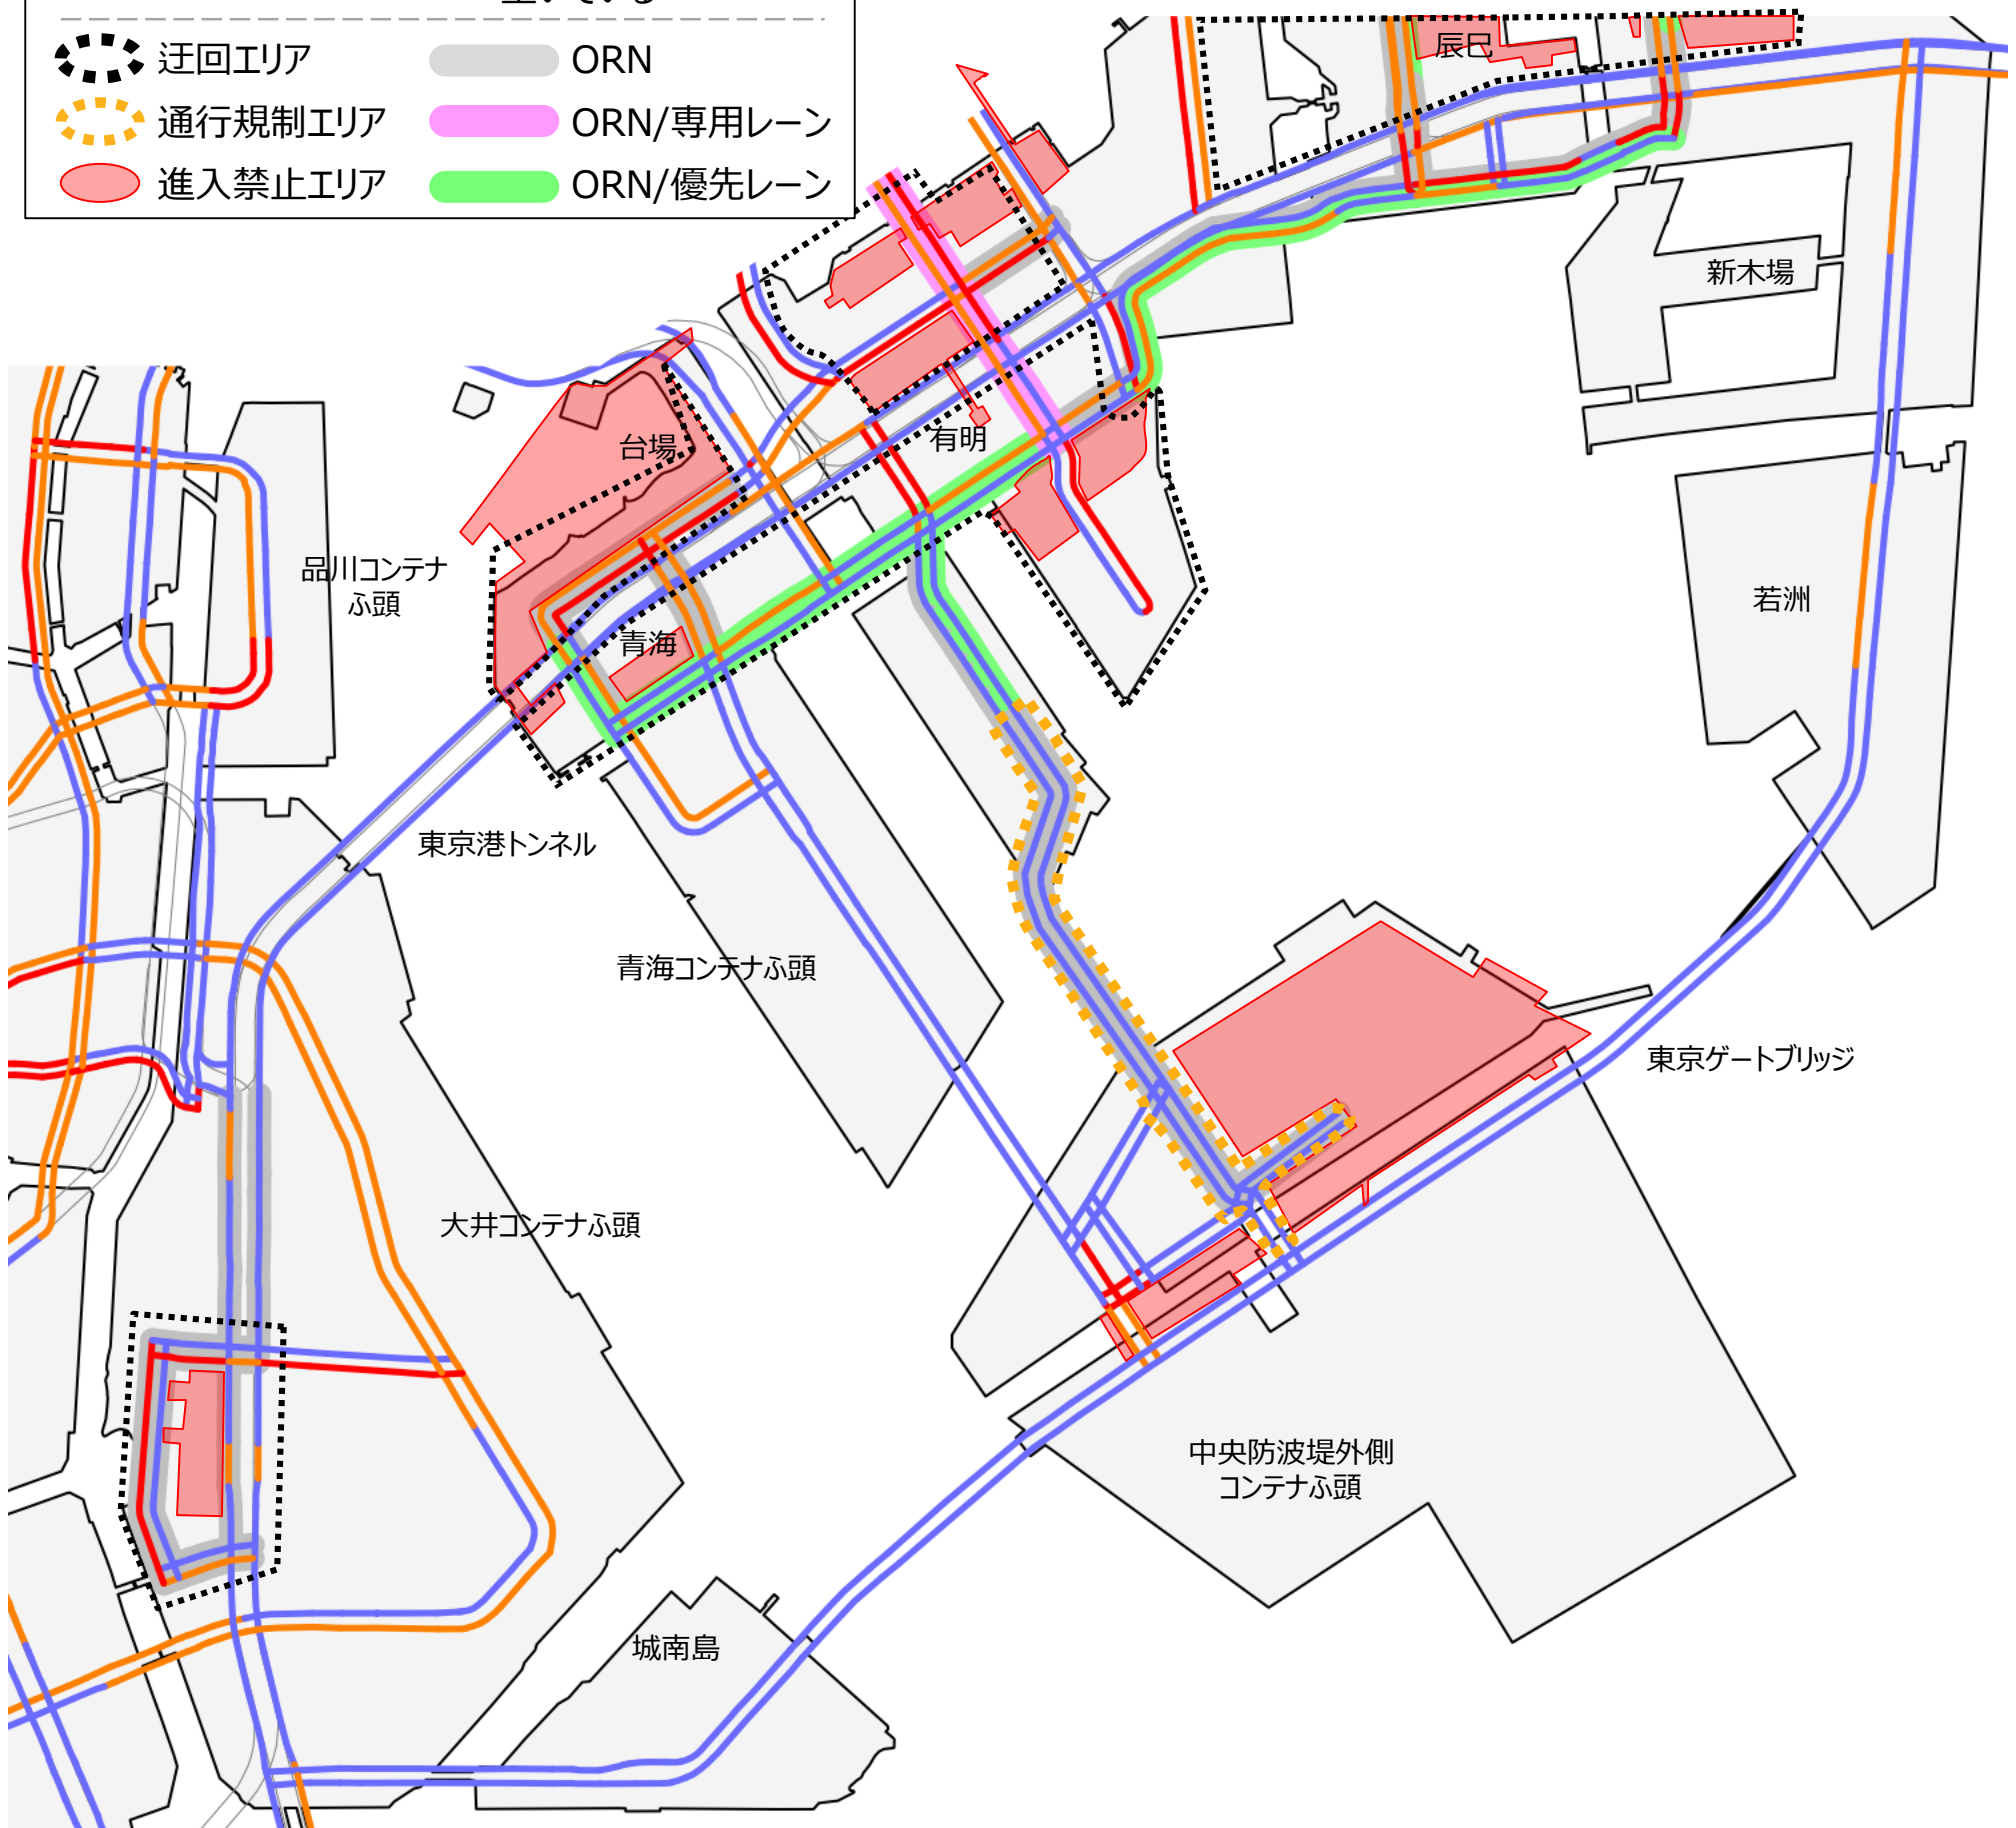 空いている
迂回エリア
ORN
通行規制エリア
ORN/専用レーン
進入禁止エリア
ORN/優先レーン
辰巳
新木場
有明
台場
品川コンテナ
ふ頭
若洲
青海
東京港トンネル
青海コンテナふ頭
東京ゲートブリッジ
大井コンテナふ頭
中央防波堤外側
コンテナふ頭
城南島